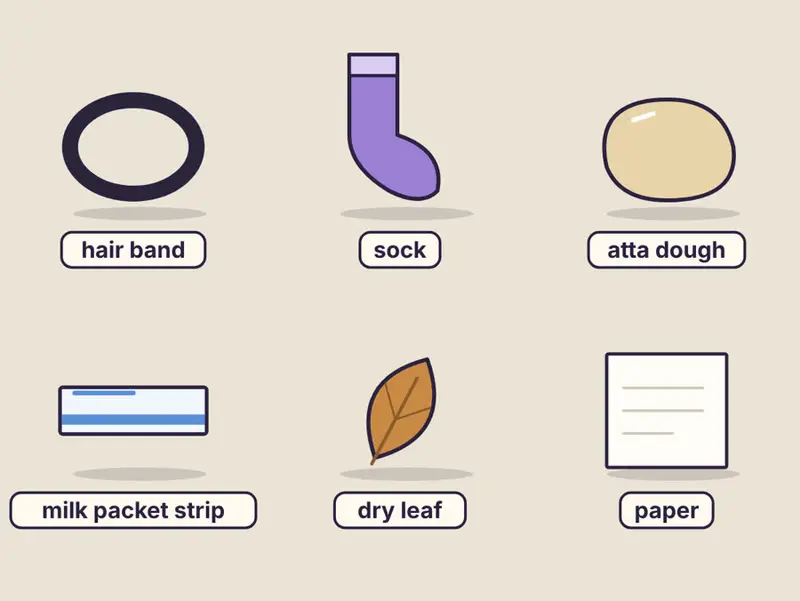 hair band
sock
atta dough
milk packet strip
dry leaf
paper